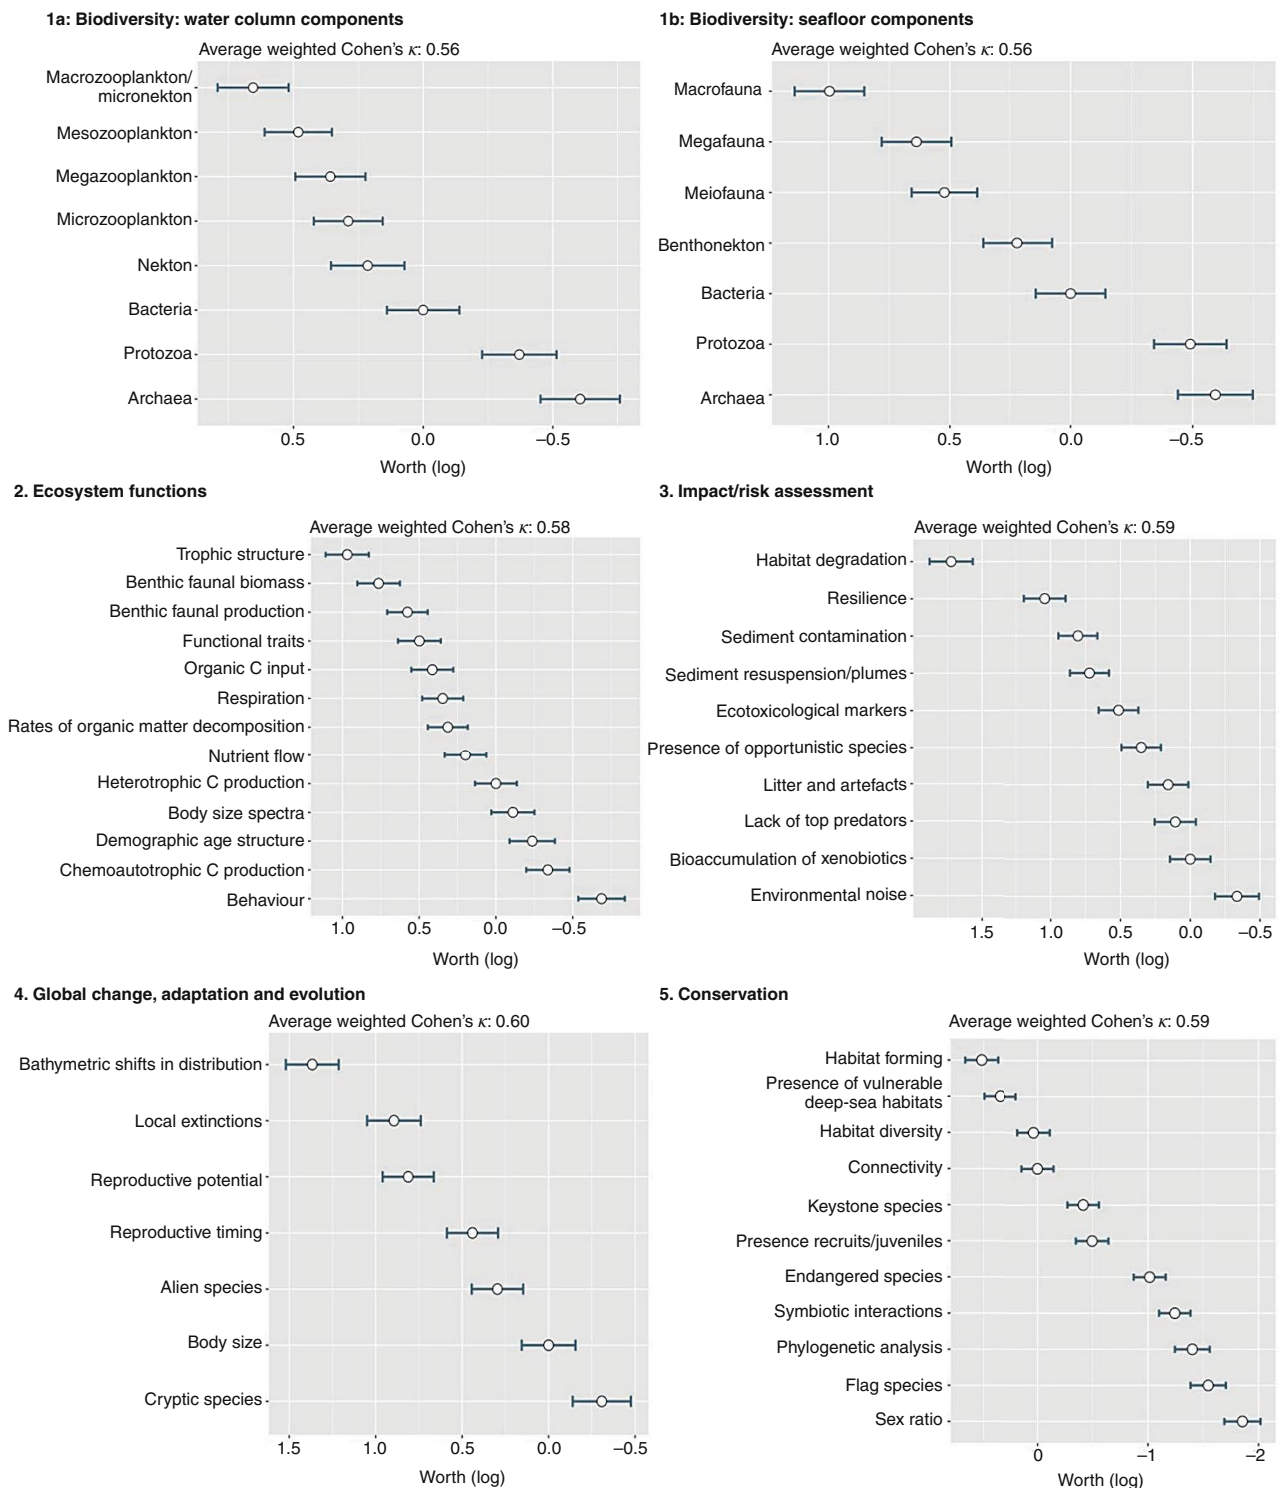 1a: Biodiversity: water column components
Average weighted Cohen's κ: 0.56
Macrozooplankton/
micronekton
Mesozooplankton
Megazooplankton
Microzooplankton
Nekton
Bacteria
Protozoa
Archaea
0.5 0.0 –0.5
Worth (log)
1b: Biodiversity: seafloor components
Average weighted Cohen's κ: 0.56
Macrofauna
Megafauna
Meiofauna
Benthonekton
Bacteria
Protozoa
Archaea
1.0 0.5 0.0 –0.5
Worth (log)
2. Ecosystem functions
Average weighted Cohen's κ: 0.58
Trophic structure
Benthic faunal biomass
Benthic faunal production
Functional traits
Organic C input
Respiration
Rates of organic matter decomposition
Nutrient flow
Heterotrophic C production
Body size spectra
Demographic age structure
Chemoautotrophic C production
Behaviour
1.0 0.5 0.0 –0.5
Worth (log)
3. Impact/risk assessment
Average weighted Cohen's κ: 0.59
Habitat degradation
Resilience
Sediment contamination
Sediment resuspension/plumes
Ecotoxicological markers
Presence of opportunistic species
Litter and artefacts
Lack of top predators
Bioaccumulation of xenobiotics
Environmental noise
1.5 1.0 0.5 0.0 –0.5
Worth (log)
4. Global change, adaptation and evolution
Average weighted Cohen's κ: 0.60
Bathymetric shifts in distribution
Local extinctions
Reproductive potential
Reproductive timing
Alien species
Body size
Cryptic species
1.5 1.0 0.5 0.0 –0.5
Worth (log)
5. Conservation
Average weighted Cohen's κ: 0.59
Habitat forming
Presence of vulnerable
deep-sea habitats
Habitat diversity
Connectivity
Keystone species
Presence recruits/juveniles
Endangered species
Symbiotic interactions
Phylogenetic analysis
Flag species
Sex ratio
0 –1 –2
Worth (log)